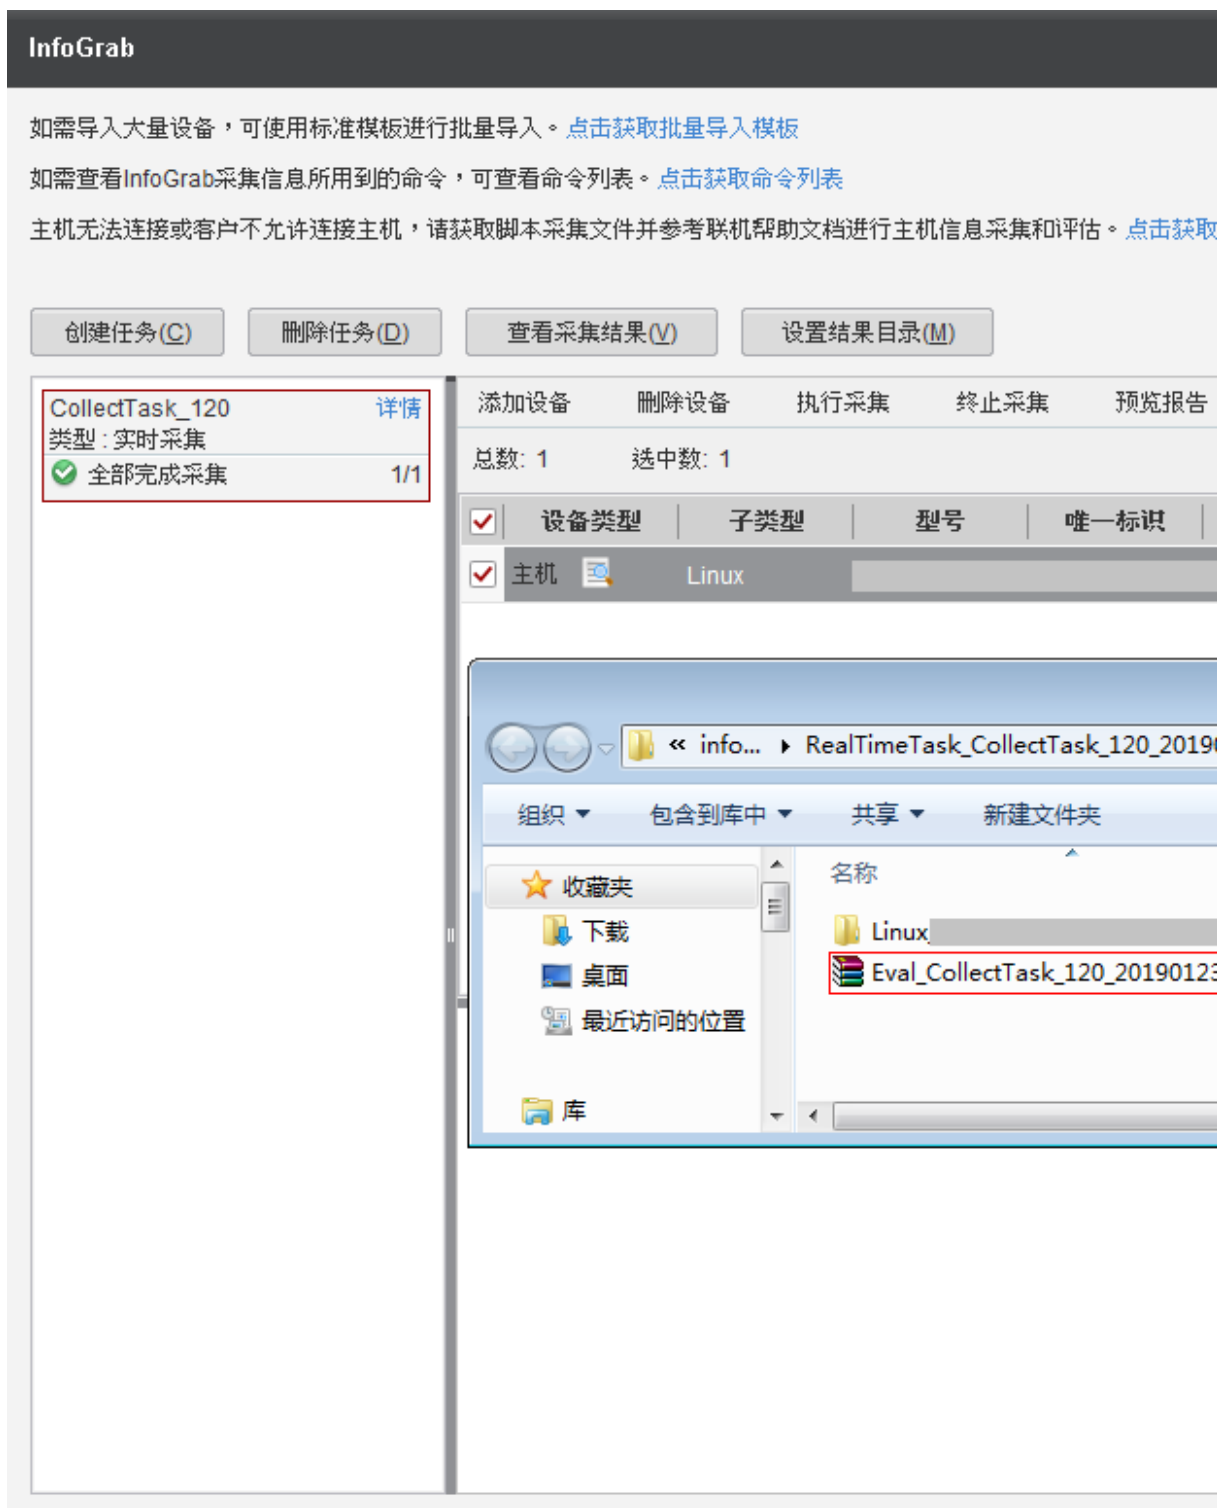 InfoGrab
如需导入大量设备，可使用标准模板进行批量导入。点击获取批量导入模板
如需查看InfoGrab采集信息所用到的命令，可查看命令列表。点击获取命令列表
主机无法连接或客户不允许连接主机，请获取脚本采集文件并参考联机帮助文档进行主机信息采集和评估。点击获取
创建任务(C) 删除任务(D) 查看采集结果(V) 设置结果目录(M)
CollectTask_120 详情
类型 : 实时采集
全部完成采集 1/1
添加设备 删除设备 执行采集 终止采集 预览报告
总数: 1 选中数: 1
设备类型 子类型 型号 唯一标识
主机 Linux
« info... ▸ RealTimeTask_CollectTask_120_2019
组织 包含到库中 共享 新建文件夹
收藏夹
下载
桌面
最近访问的位置
库
名称
Linux_
Eval_CollectTask_120_20190123